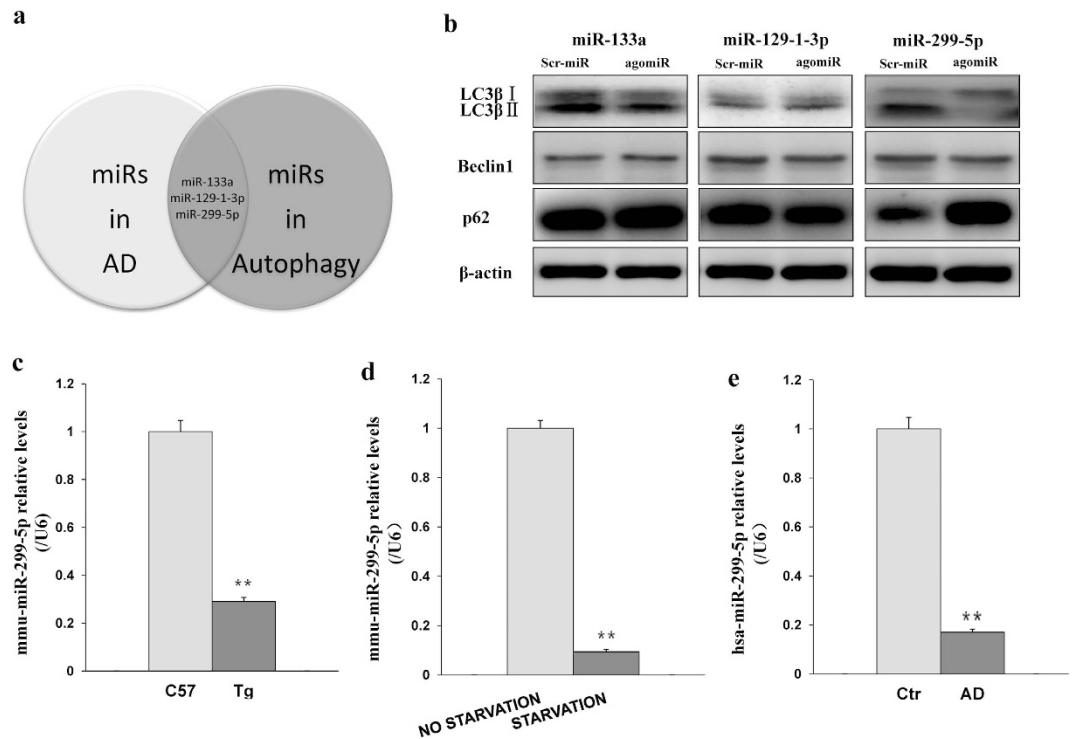 a
miRs
in
AD
miR-133a
miR-129-1-3p
miR-299-5p
miRs
in
Autophagy
b
miR-133a
miR-129-1-3p
miR-299-5p
Scr-miR agomiR
Scr-miR agomiR
Scr-miR agomiR
LC3β Ⅰ
LC3β Ⅱ
Beclin1
p62
β-actin
c
mmu-miR-299-5p relative levels
(/U6)
1.2
1
0.8
0.6
0.4
0.2
0
**
C57 Tg
d
mmu-miR-299-5p relative levels
(/U6)
1.2
1
0.8
0.6
0.4
0.2
0
**
NO STARVATION
STARVATION
e
hsa-miR-299-5p relative levels
(/U6)
1.2
1
0.8
0.6
0.4
0.2
0
**
Ctr AD